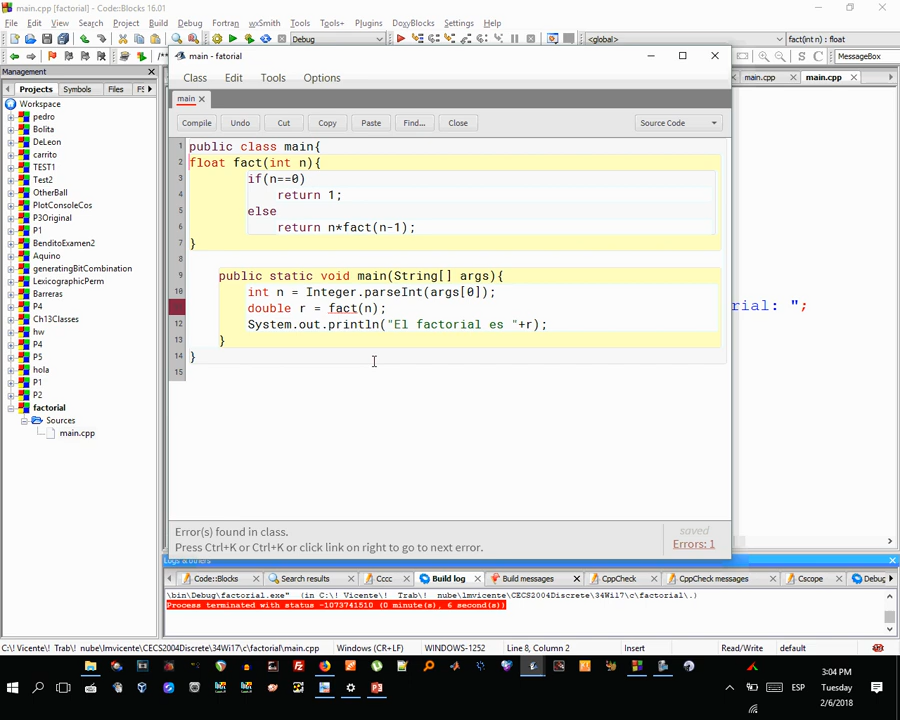 main.cpp [factorial] - Code::Blocks 16.01
File Edit View Search Project Build Debug Fortran wxSmith Tools Tools+ Plugins DoxyBlocks Settings Help
Debug <global> fact(int n) : float
MessageBox
Management
Projects Symbols Files FS
main.cpp main.cpp
Workspace
pedro
Bolita
DeLeon
carrito
TEST1
Test2
OtherBall
PlotConsoleCos
P3Original
P1
BenditoExamen2
Aquino
generatingBitCombination
LexicographicPerm
Barreras
P4
Ch13Classes
hw
P4
P5
hola
P1
P2
factorial
Sources
main.cpp
main - fatorial
Class Edit Tools Options
main
Compile Undo Cut Copy Paste Find... Close Source Code
1 public class main{
2 float fact(int n){
3 if(n==0)
4 return 1;
5 else
6 return n*fact(n-1);
7 }
8
9 public static void main(String[] args){
10 int n = Integer.parseInt(args[0]);
double r = fact(n);
12 System.out.println("El factorial es "+r);
13 }
14 }
15
rial: ";
Error(s) found in class.
Press Ctrl+K or Ctrl+K or click link on right to go to next error.
saved
Errors: 1
Logs & others
Code::Blocks Search results Cccc Build log Build messages CppCheck CppCheck messages Cscope Debug
\bin\Debug\factorial.exe" (in C:\! Vicente\! Trab\! nube\lmvicente\CECS2004Discrete\34Wi17\c\factorial\.)
Process terminated with status -1073741510 (0 minute(s), 6 second(s))
C:\! Vicente\! Trab\! nube\lmvicente\CECS2004Discrete\34Wi17\c\factorial\main.cpp Windows (CR+LF) WINDOWS-1252 Line 8, Column 2 Insert Read/Write default
ESP
3:04 PM
Tuesday
2/6/2018